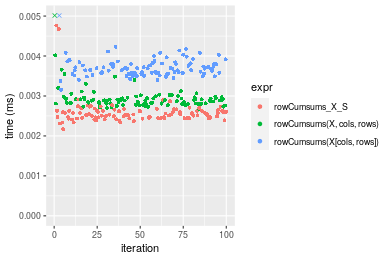 0.005
0.004
0.003
0.002
0.001
0.000
time (ms)
0
25
50
75
100
iteration
expr
rowCumsums_X_S
rowCumsums(X, cols, rows)
rowCumsums(X[cols, rows])